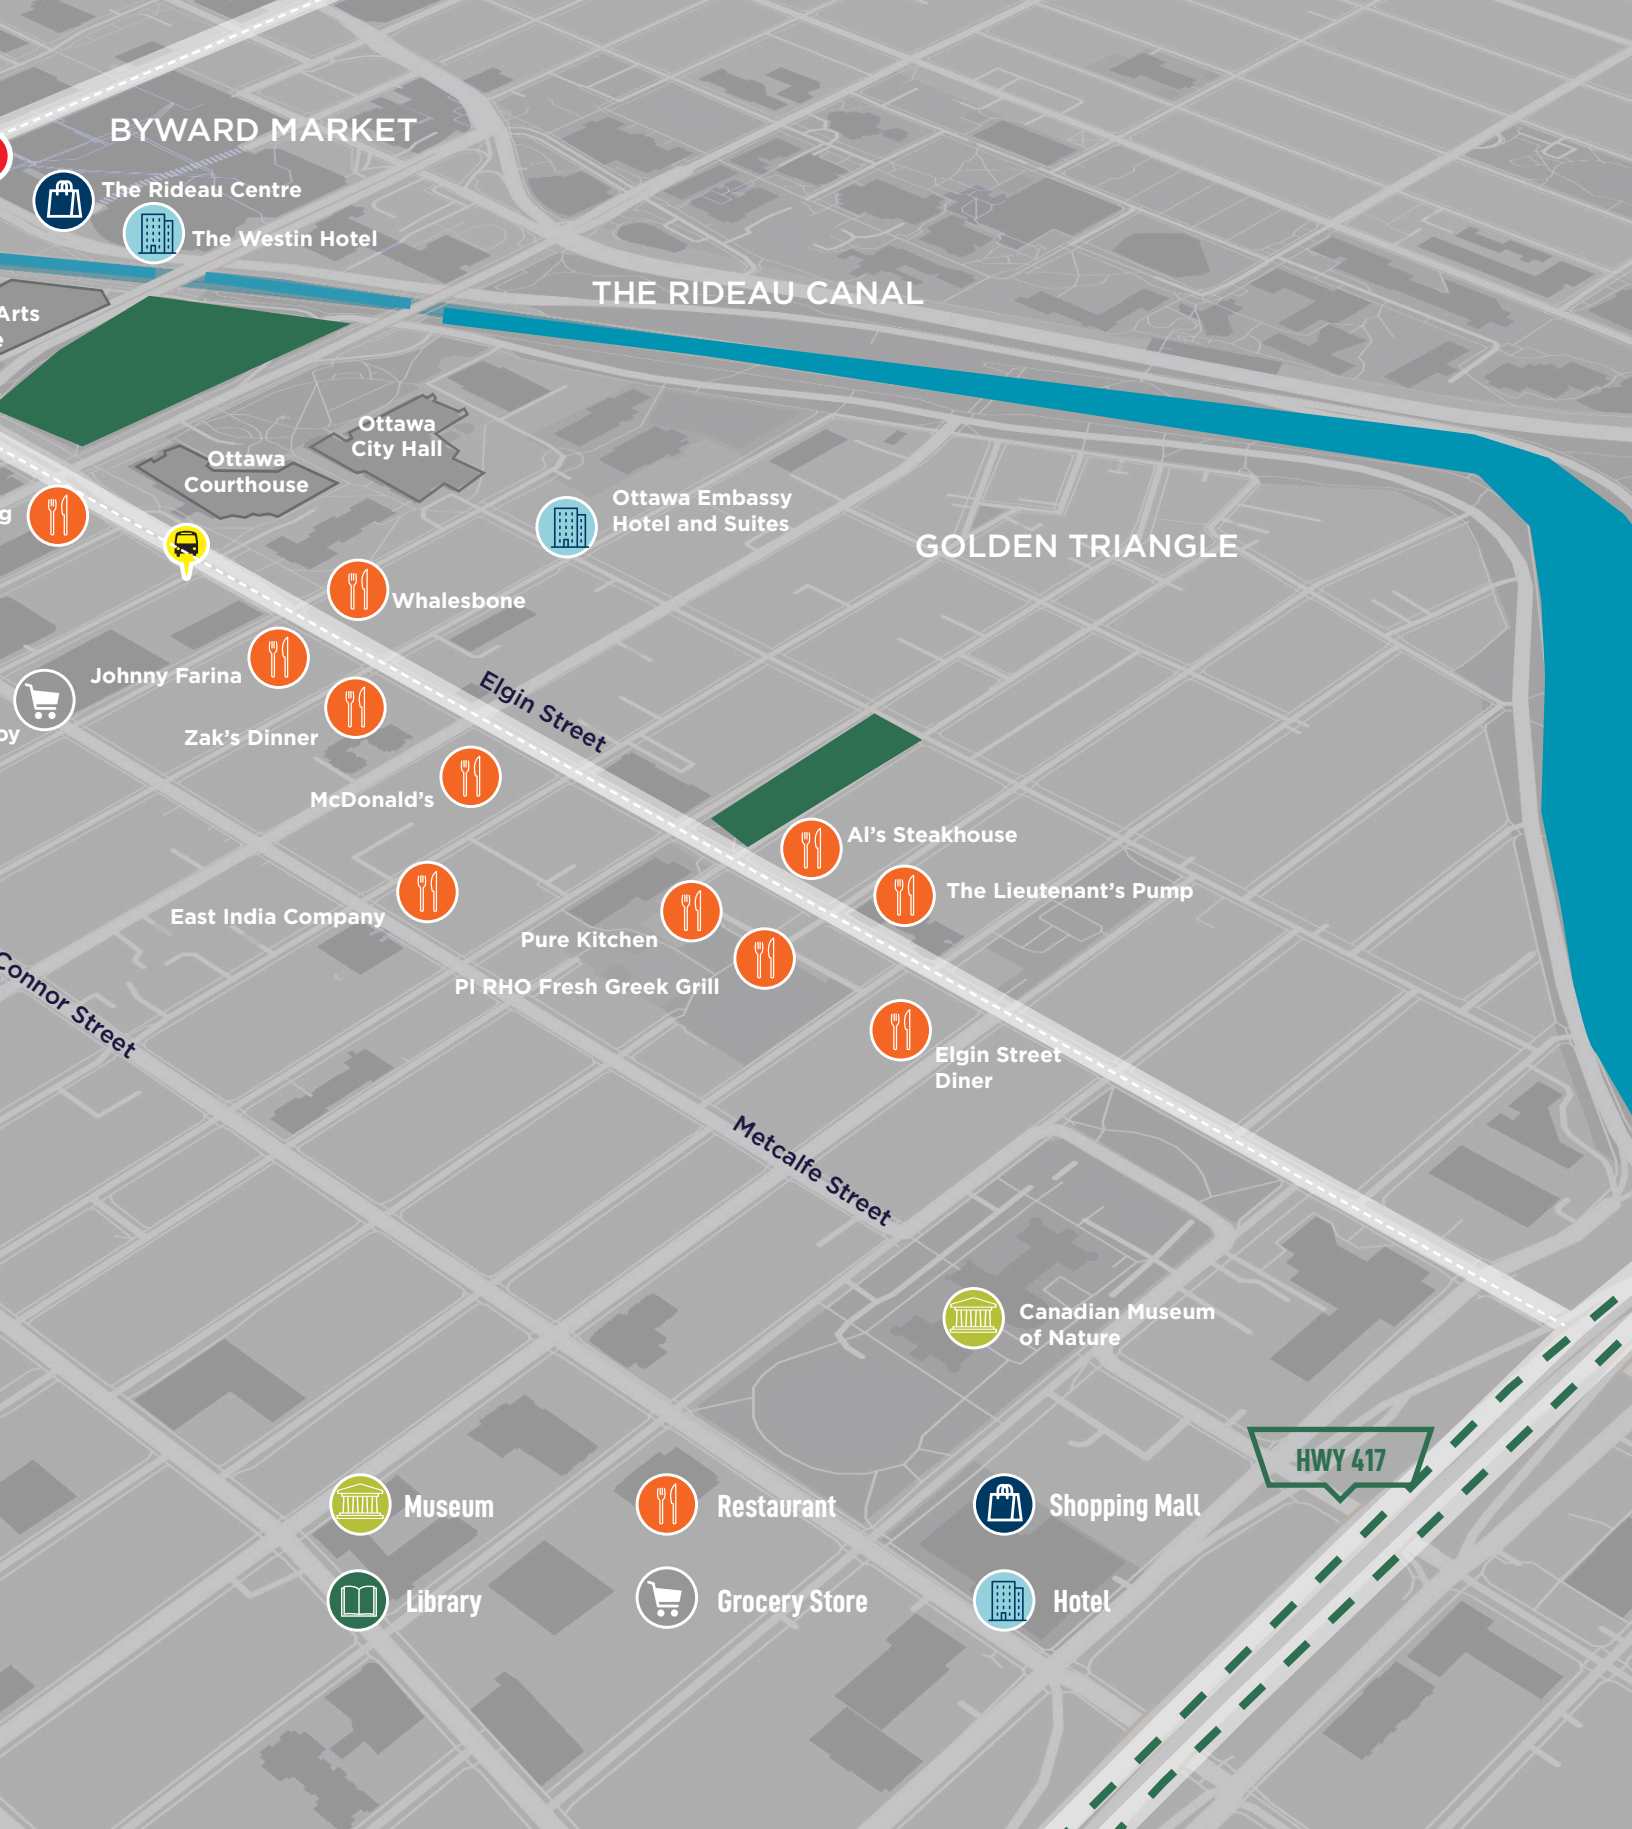 BYWARD MARKET
The Rideau Centre
The Westin Hotel
THE RIDEAU CANAL
Arts
Ottawa
City Hall
Ottawa
Courthouse
Ottawa Embassy
Hotel and Suites
g
GOLDEN TRIANGLE
Whalesbone
Johnny Farina
Elgin Street
oy
Zak's Dinner
McDonald's
Al's Steakhouse
The Lieutenant's Pump
East India Company
Pure Kitchen
PI RHO Fresh Greek Grill
Connor Street
Elgin Street
Diner
Metcalfe Street
Canadian Museum
of Nature
HWY 417
Museum
Restaurant
Shopping Mall
Library
Grocery Store
Hotel